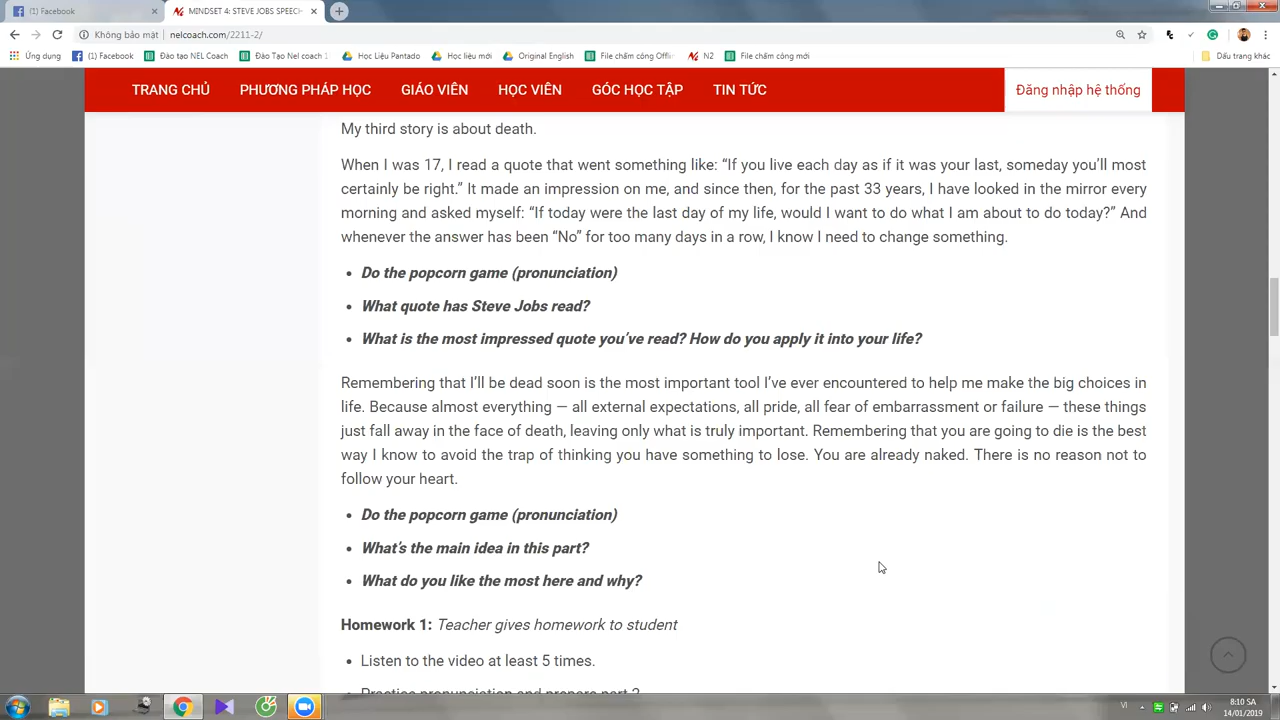 (1) Facebook
MINDSET 4: STEVE JOBS SPEECH
Không bảo mật | nelcoach.com/2211-2/
Ứng dụng (1) Facebook Đào tạo NEL Coach Đào Tạo Nel coach Học Liệu Pantado Học liệu mới Original English File chấm công Offli N2 File chấm công mới Dấu trang khác
TRANG CHỦ PHƯƠNG PHÁP HỌC GIÁO VIÊN HỌC VIÊN GÓC HỌC TẬP TIN TỨC Đăng nhập hệ thống
My third story is about death.
When I was 17, I read a quote that went something like: “If you live each day as if it was your last, someday you’ll most
certainly be right.” It made an impression on me, and since then, for the past 33 years, I have looked in the mirror every
morning and asked myself: “If today were the last day of my life, would I want to do what I am about to do today?” And
whenever the answer has been “No” for too many days in a row, I know I need to change something.
• Do the popcorn game (pronunciation)
• What quote has Steve Jobs read?
• What is the most impressed quote you’ve read? How do you apply it into your life?
Remembering that I’ll be dead soon is the most important tool I’ve ever encountered to help me make the big choices in
life. Because almost everything — all external expectations, all pride, all fear of embarrassment or failure — these things
just fall away in the face of death, leaving only what is truly important. Remembering that you are going to die is the best
way I know to avoid the trap of thinking you have something to lose. You are already naked. There is no reason not to
follow your heart.
• Do the popcorn game (pronunciation)
• What’s the main idea in this part?
• What do you like the most here and why?
Homework 1: Teacher gives homework to student
• Listen to the video at least 5 times.
• Practice pronunciation and prepare part 2
VI 8:10 SA
14/01/2019